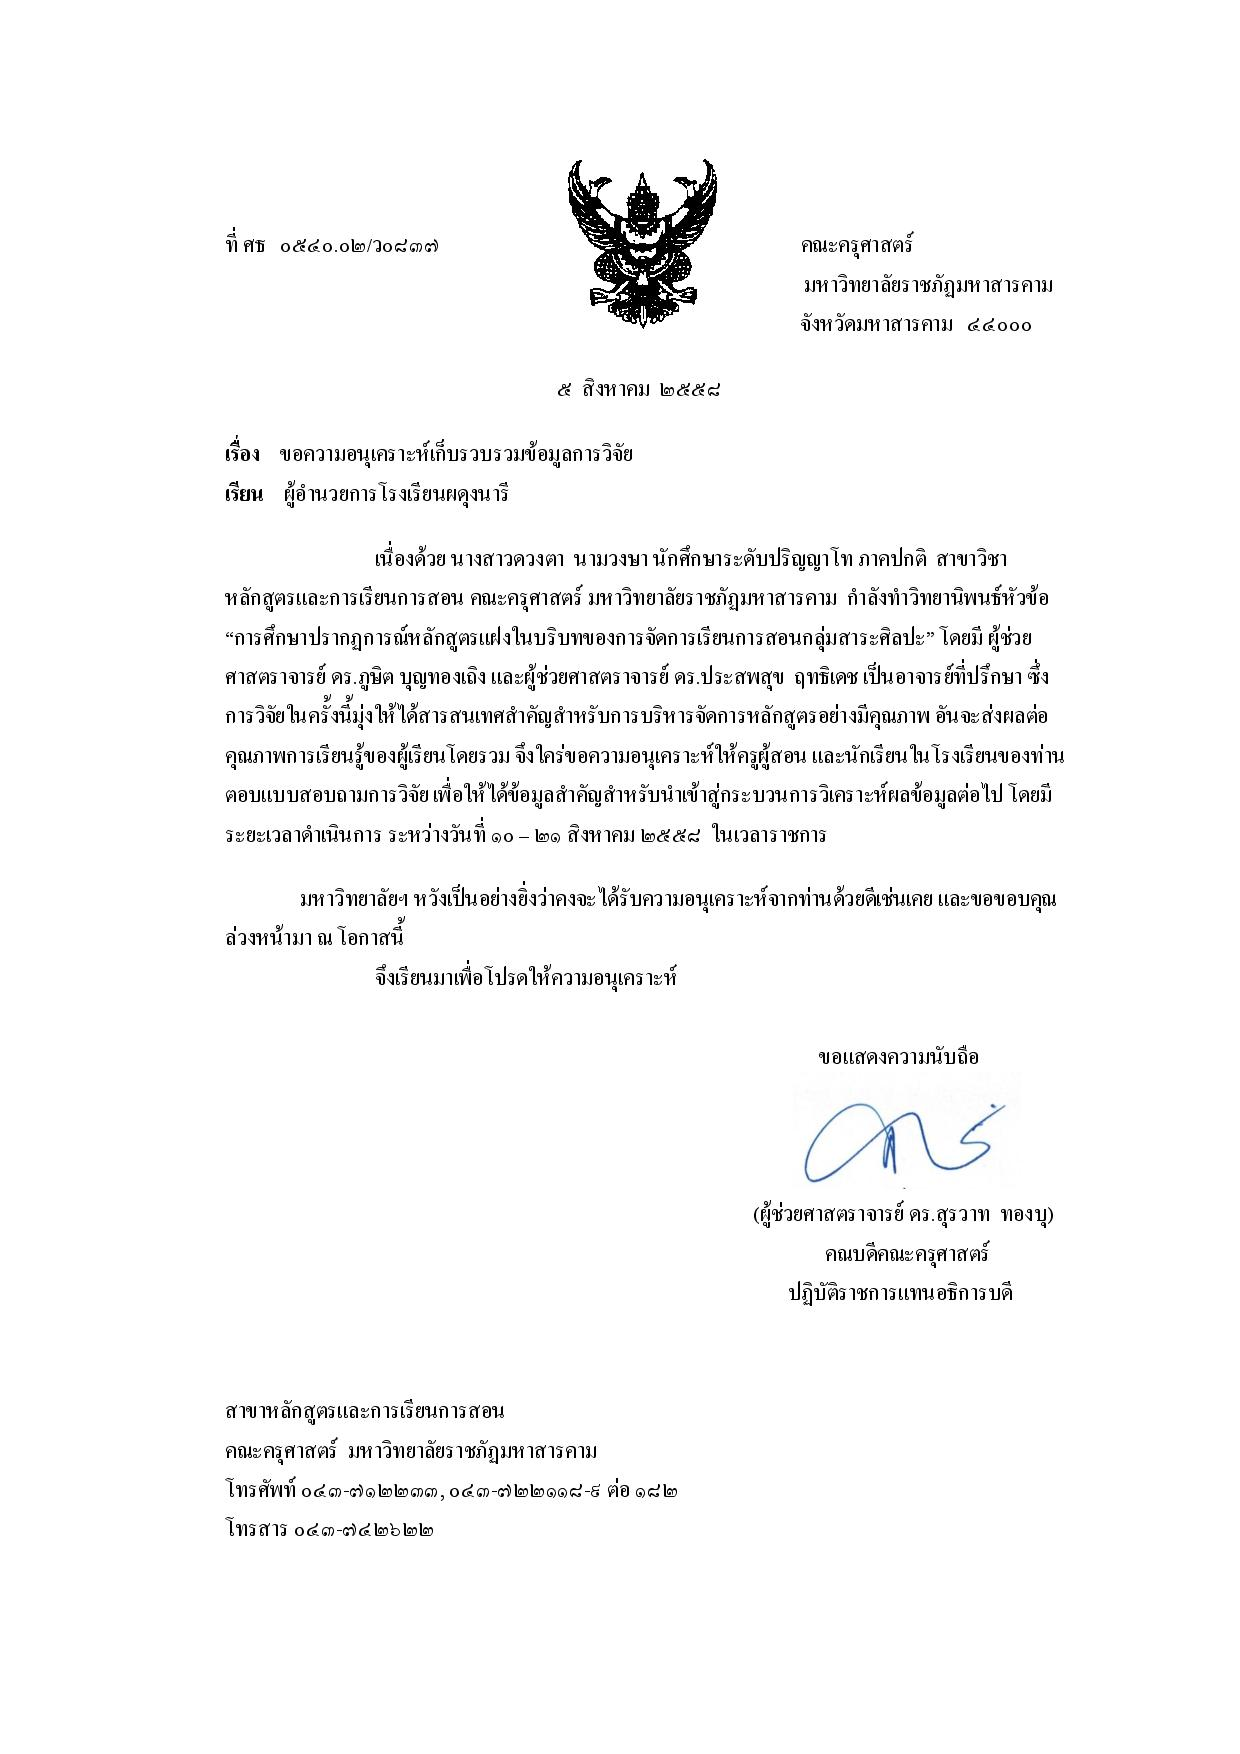 ที่ ศธ ๐๕๔๐.๐๒/ว๐๘๓๗
คณะครุศาสตร์
มหาวิทยาลัยราชภัฏมหาสารคาม
จังหวัดมหาสารคาม ๔๔๐๐๐
๕ สิงหาคม ๒๕๕๘
เรื่อง ขอความอนุเคราะห์เก็บรวบรวมข้อมูลการวิจัย
เรียน ผู้อำนวยการโรงเรียนผดุงนารี
เนื่องด้วย นางสาวดวงตา นามวงษา นักศึกษาระดับปริญญาโท ภาคปกติ สาขาวิชา
หลักสูตรและการเรียนการสอน คณะครุศาสตร์ มหาวิทยาลัยราชภัฏมหาสารคาม กำลังทำวิทยานิพนธ์หัวข้อ
“การศึกษาปรากฏการณ์หลักสูตรแฝงในบริบทของการจัดการเรียนการสอนกลุ่มสาระศิลปะ” โดยมี ผู้ช่วย
ศาสตราจารย์ ดร.ภูษิต บุญทองเถิง และผู้ช่วยศาสตราจารย์ ดร.ประสพสุข ฤทธิเดช เป็นอาจารย์ที่ปรึกษา ซึ่ง
การวิจัยในครั้งนี้มุ่งให้ได้สารสนเทศสำคัญสำหรับการบริหารจัดการหลักสูตรอย่างมีคุณภาพ อันจะส่งผลต่อ
คุณภาพการเรียนรู้ของผู้เรียนโดยรวม จึงใคร่ขอความอนุเคราะห์ให้ครูผู้สอน และนักเรียนในโรงเรียนของท่าน
ตอบแบบสอบถามการวิจัย เพื่อให้ได้ข้อมูลสำคัญสำหรับนำเข้าสู่กระบวนการวิเคราะห์ผลข้อมูลต่อไป โดยมี
ระยะเวลาดำเนินการ ระหว่างวันที่ ๑๐ – ๒๑ สิงหาคม ๒๕๕๘ ในเวลาราชการ
มหาวิทยาลัยฯ หวังเป็นอย่างยิ่งว่าคงจะได้รับความอนุเคราะห์จากท่านด้วยดีเช่นเคย และขอขอบคุณ
ล่วงหน้ามา ณ โอกาสนี้
จึงเรียนมาเพื่อโปรดให้ความอนุเคราะห์
ขอแสดงความนับถือ
(ผู้ช่วยศาสตราจารย์ ดร.สุรวาท ทองบุ)
คณบดีคณะครุศาสตร์
ปฏิบัติราชการแทนอธิการบดี
สาขาหลักสูตรและการเรียนการสอน
คณะครุศาสตร์ มหาวิทยาลัยราชภัฏมหาสารคาม
โทรศัพท์ ๐๔๓-๗๑๒๒๓๓, ๐๔๓-๗๒๒๑๑๘-๙ ต่อ ๑๘๒
โทรสาร ๐๔๓-๗๔๒๖๒๒